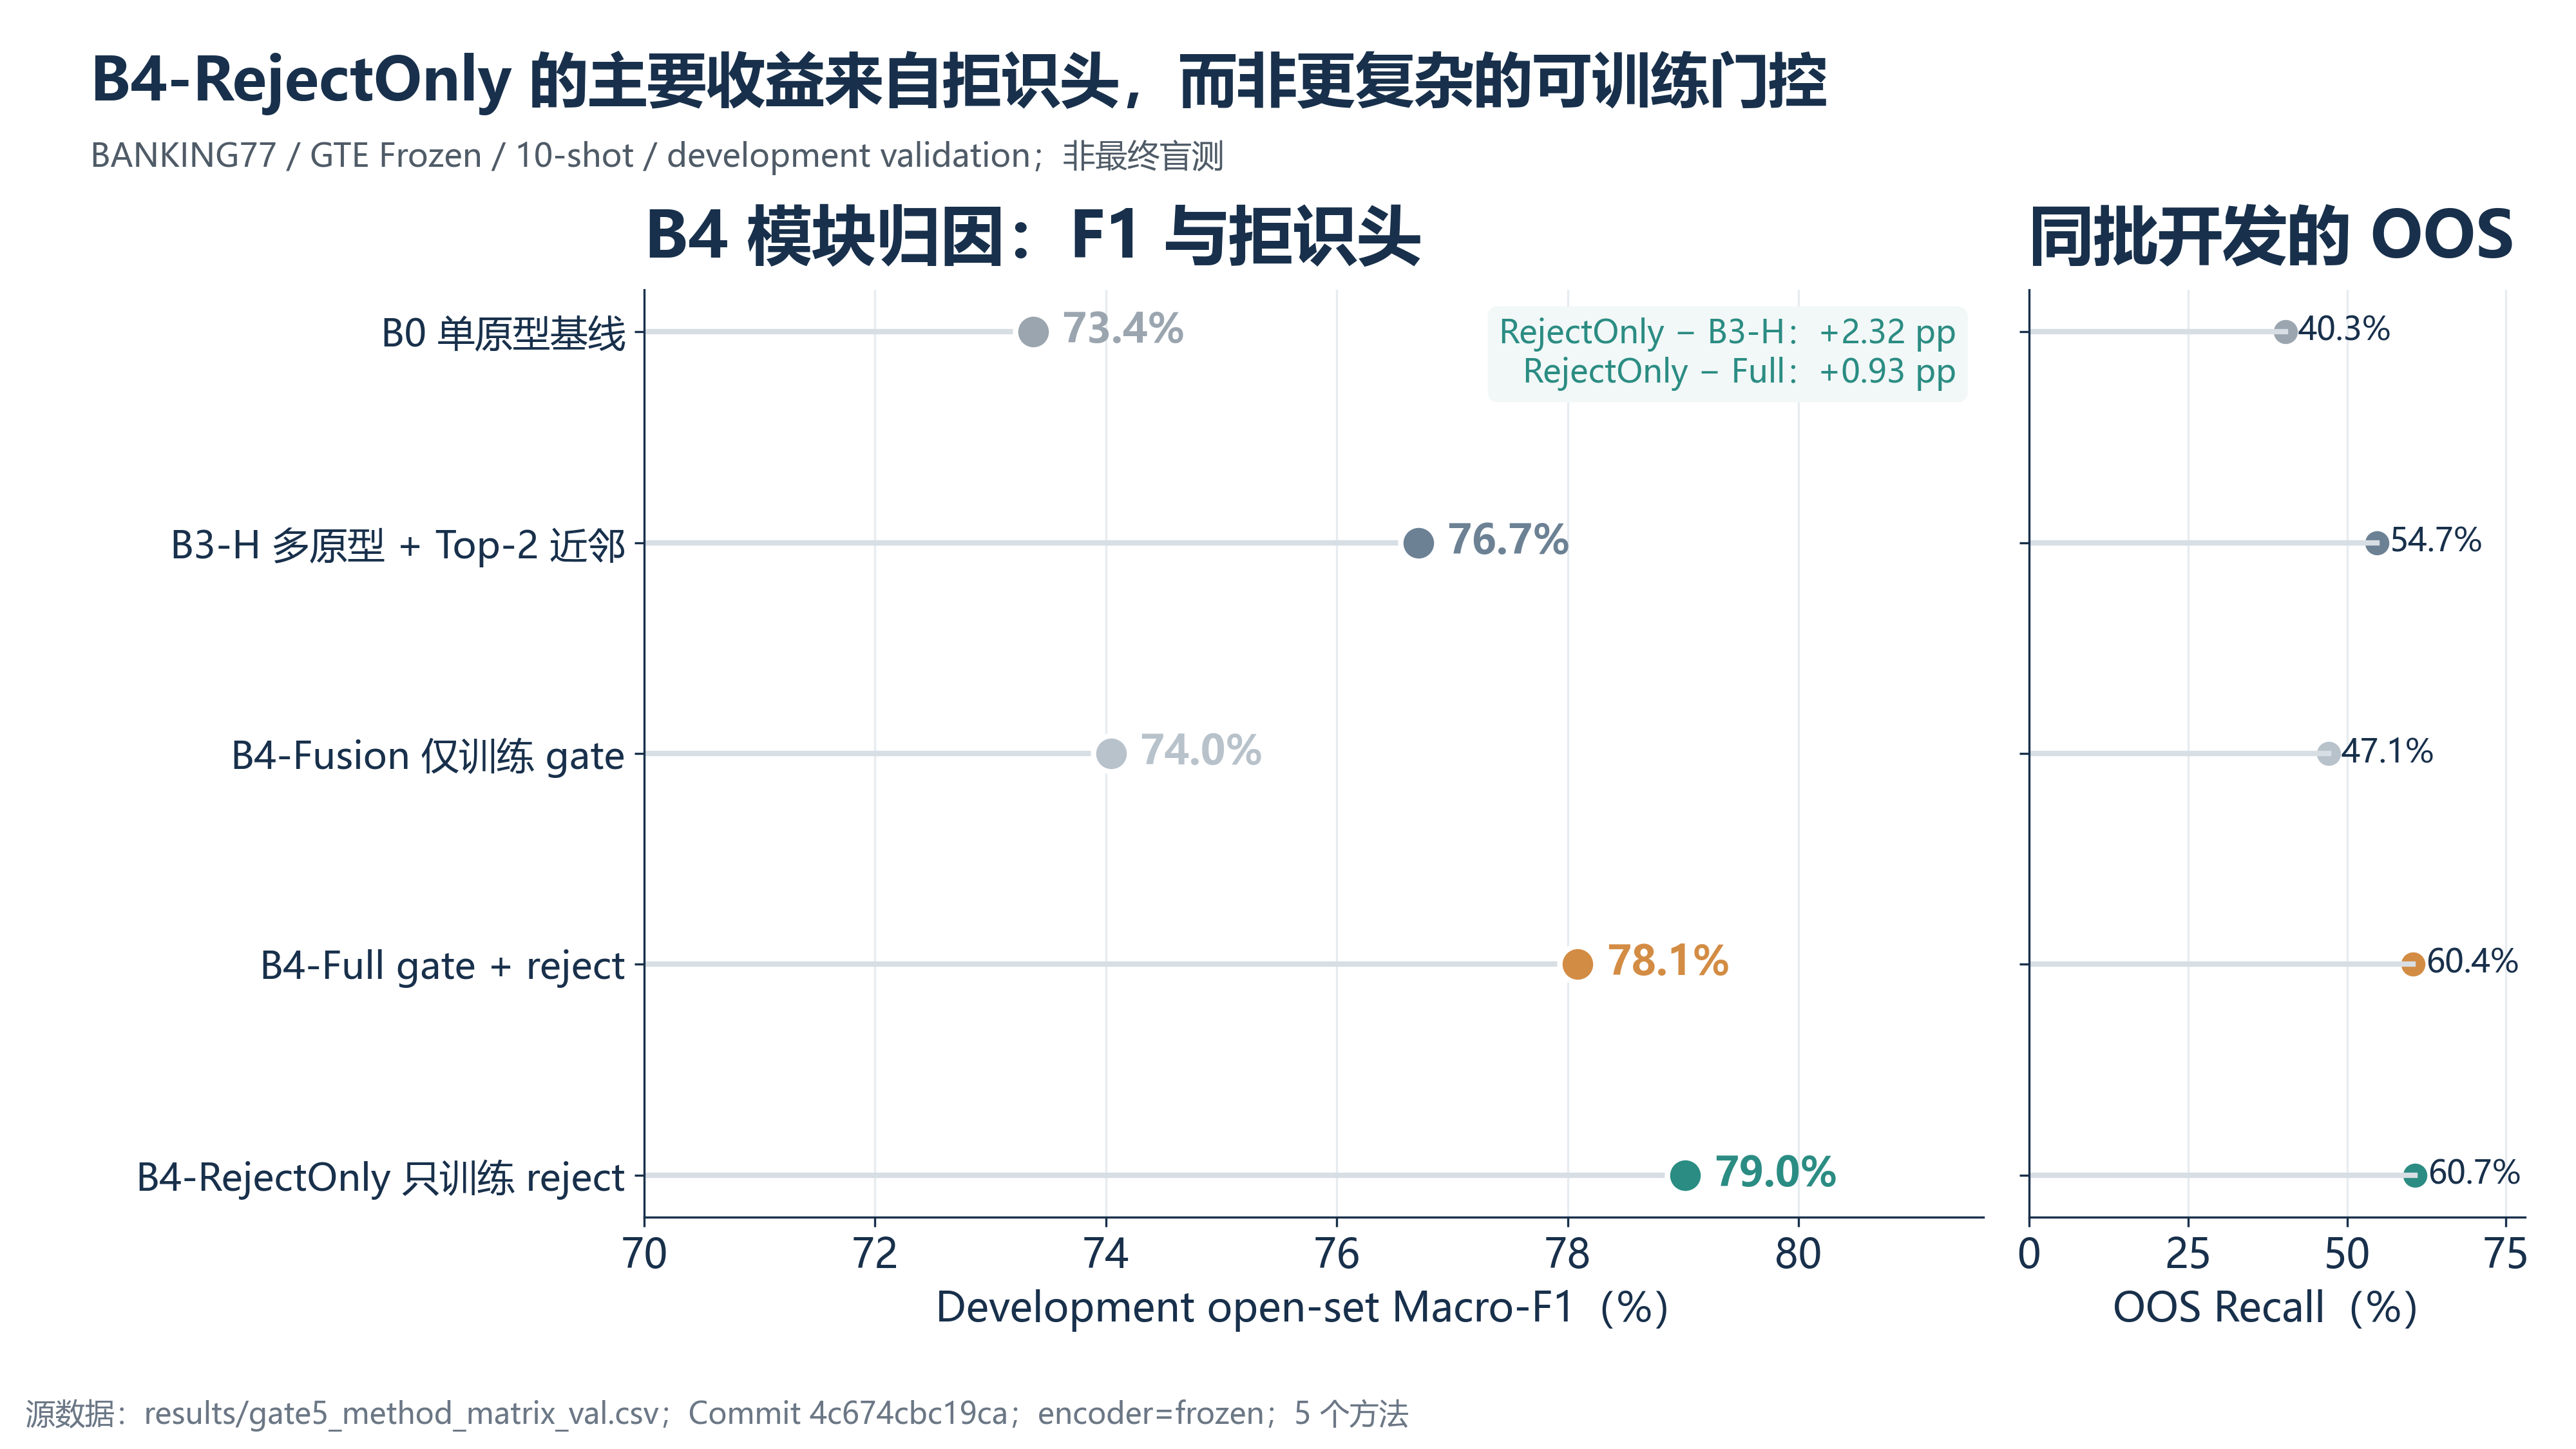 B4-RejectOnly 的主要收益来自拒识头，而非更复杂的可训练门控
BANKING77 / GTE Frozen / 10-shot / development validation；非最终盲测
B4 模块归因：F1 与拒识头
B0 单原型基线
73.4%
RejectOnly − B3-H：+2.32 pp
RejectOnly − Full：+0.93 pp
B3-H 多原型 + Top-2 近邻
76.7%
B4-Fusion 仅训练 gate
74.0%
B4-Full gate + reject
78.1%
B4-RejectOnly 只训练 reject
79.0%
70 72 74 76 78 80
Development open-set Macro-F1（%）
同批开发的 OOS
40.3%
54.7%
47.1%
60.4%
60.7%
0 25 50 75
OOS Recall（%）
源数据：results/gate5_method_matrix_val.csv；Commit 4c674cbc19ca；encoder=frozen；5 个方法